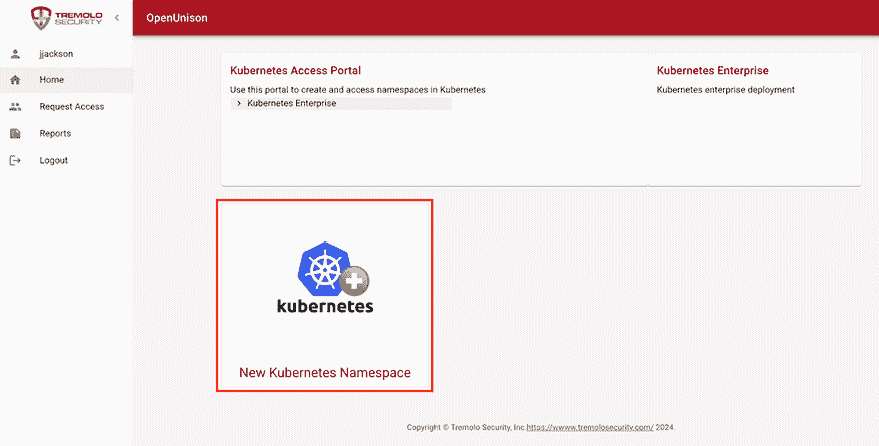 TREMOLO
SECURITY
OpenUnison
jjackson
Home
Request Access
Reports
Logout
Kubernetes Access Portal
Use this portal to create and access namespaces in Kubernetes
Kubernetes Enterprise
Kubernetes Enterprise
Kubernetes enterprise deployment
kubernetes
New Kubernetes Namespace
Copyright © Tremolo Security, Inc.https://wwww.tremolosecurity.com/ 2024.